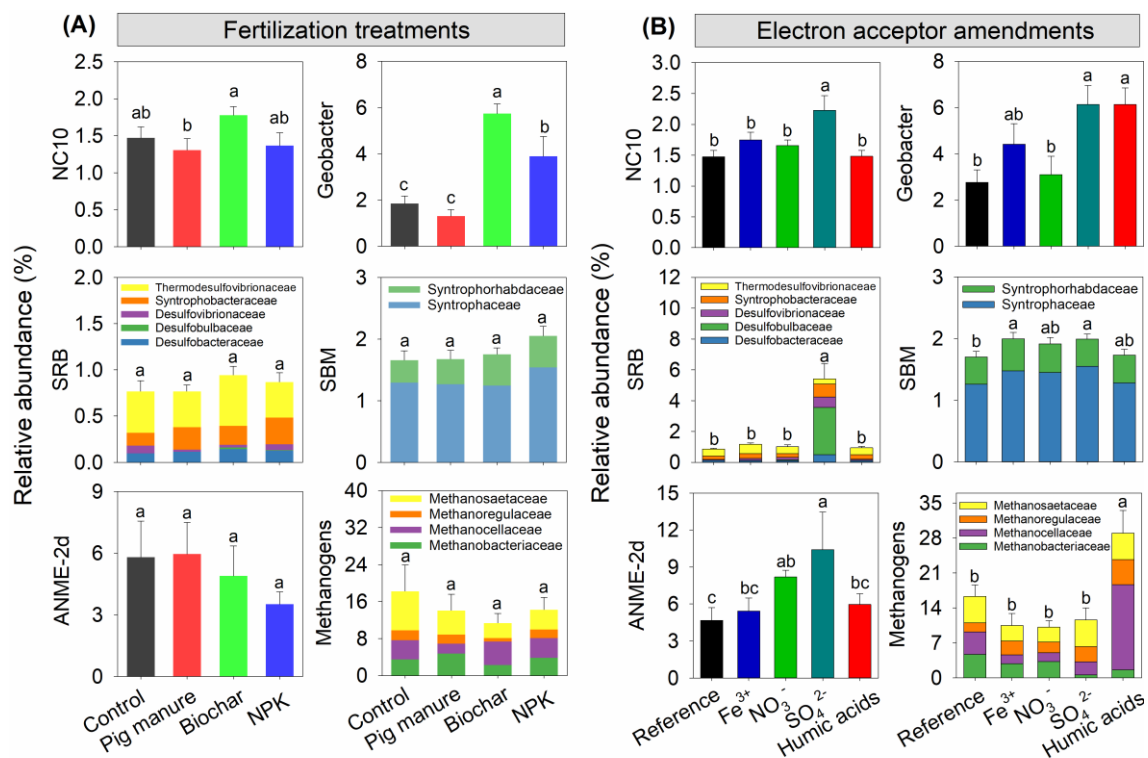 (A)
Fertilization treatments
(B)
Electron acceptor amendments
Relative abundance (%)
NC10
2.5
2.0
1.5
1.0
0.5
0.0
ab
b
a
ab
Geobacter
8
6
4
2
0
c
c
a
b
SRB
2.0
1.5
1.0
0.5
0.0
Thermodesulfovibrionaceae
Syntrophobacteraceae
Desulfovibrionaceae
Desulfobulbaceae
Desulfobacteraceae
a
a
a
a
SBM
3
2
1
0
Syntrophorhabdaceae
Syntrophaceae
a
a
a
a
ANME-2d
9
6
3
0
a
a
a
a
Control
Pig manure
Biochar
NPK
Methanogens
40
32
24
16
8
0
Methanosaetaceae
Methanoregulaceae
Methanocellaceae
Methanobacteriaceae
a
a
a
a
Control
Pig manure
Biochar
NPK
Relative abundance (%)
NC10
3.0
2.5
2.0
1.5
1.0
0.5
0.0
b
b
b
a
b
Geobacter
8
6
4
2
0
b
ab
b
a
a
SRB
12
10
8
6
4
2
0
Thermodesulfovibrionaceae
Syntrophobacteraceae
Desulfovibrionaceae
Desulfobulbaceae
Desulfobacteraceae
b
b
b
a
b
SBM
3
2
1
0
Syntrophorhabdaceae
Syntrophaceae
b
a
ab
a
ab
ANME-2d
15
12
9
6
3
0
c
bc
ab
a
bc
Reference
Fe³⁺
NO₃⁻
SO₄²⁻
Humic acids
Methanogens
35
28
21
14
7
0
Methanosaetaceae
Methanoregulaceae
Methanocellaceae
Methanobacteriaceae
b
b
b
b
a
Reference
Fe³⁺
NO₃⁻
SO₄²⁻
Humic acids